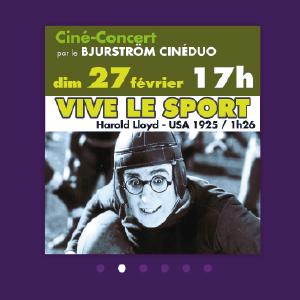 Ciné-Concert
par le BJURSTRÖM CINÉDUO
dim 27 février 17h
VIVE LE SPORT
Harold Lloyd - USA 1925 / 1h26